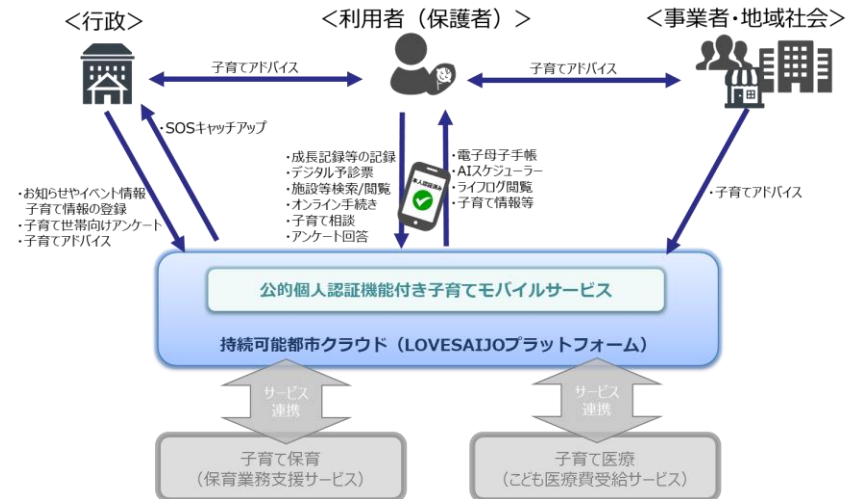 ＜行政＞
＜利用者（保護者）＞
＜事業者・地域社会＞
子育てアドバイス
子育てアドバイス
・SOSキャッチアップ
・お知らせやイベント情報
子育て情報の登録
・子育て世帯向けアンケート
・子育てアドバイス
・成長記録等の記録
・デジタル予診票
・施設等検索/閲覧
・オンライン手続き
・子育て相談
・アンケート回答
本人認証済み
・電子母子手帳
・AIスケジューラー
・ライフログ閲覧
・子育て情報等
・子育てアドバイス
公的個人認証機能付き子育てモバイルサービス
持続可能都市クラウド（LOVESAIJOプラットフォーム）
サービス
連携
サービス
連携
子育て保育
（保育業務支援サービス）
子育て医療
（こども医療費受給サービス）